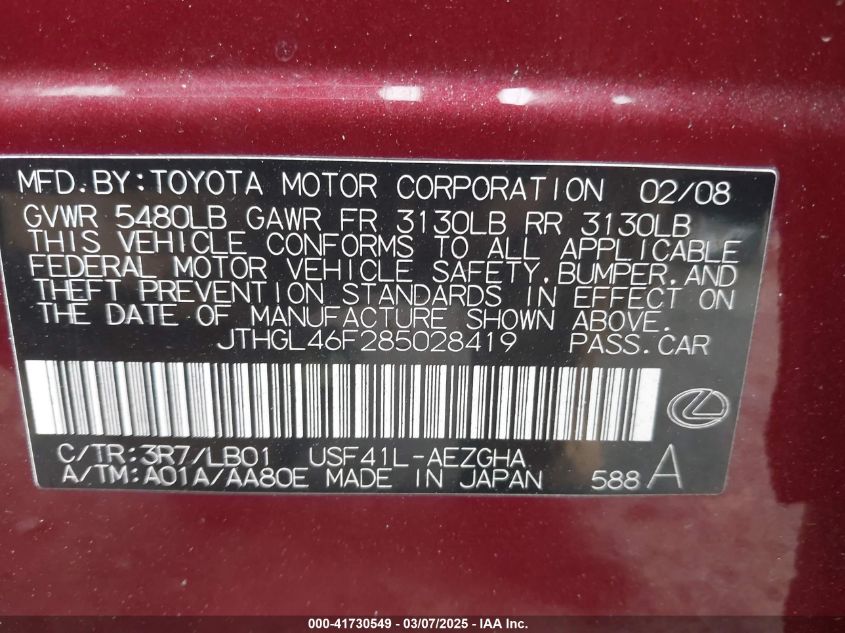 MFD.BY:TOYOTA MOTOR CORPORATION 02/08
GVWR 5480LB GAWR FR 3130LB RR 3130LB
THIS VEHICLE CONFORMS TO ALL APPLICABLE
FEDERAL MOTOR VEHICLE SAFETY,BUMPER,AND
THEFT PREVENTION STANDARDS IN EFFECT ON
THE DATE OF MANUFACTURE SHOWN ABOVE.
JTHGL46F285028419 PASS.CAR
C/TR:3R7/LB01 USF41L-AEZGHA
A/TM:A01A/AA80E MADE IN JAPAN 588 A
000-41730549 - 03/07/2025 - IAA Inc.